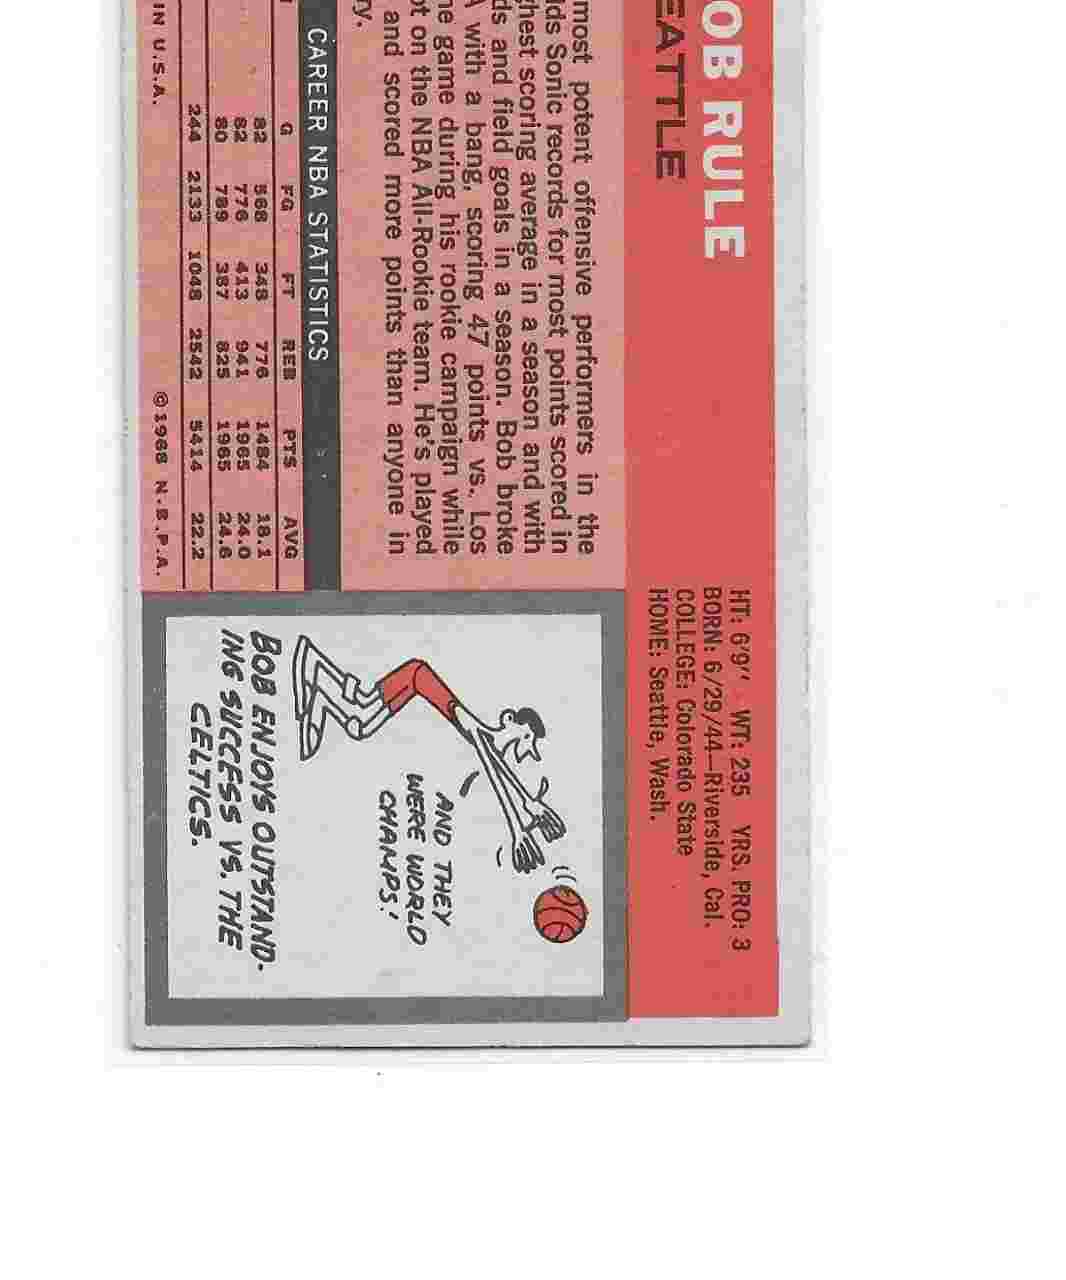 OB RULE
EATTLE
HT: 6'9" WT: 235 YRS. PRO: 3
BORN: 6/29/44—Riverside, Cal.
COLLEGE: Colorado State
HOME: Seattle, Wash.
most potent offensive performers in the
lds Sonic records for most points scored in
ghest scoring average in a season and with
ds and field goals in a season. Bob broke
A with a bang, scoring 47 points vs. Los
ne game during his rookie campaign while
ot on the NBA All-Rookie team. He's played
and scored more points than anyone in
ry.
CAREER NBA STATISTICS
G FG FT REB PTS AVG
82 568 348 776 1484 18.1
82 776 413 941 1965 24.0
80 789 387 825 1965 24.6
244 2133 1048 2542 5414 22.2
IN U.S.A. ©1968 N.B.P.A.
AND THEY
WERE WORLD
CHAMPS!
BOB ENJOYS OUTSTAND-
ING SUCCESS VS. THE
CELTICS.